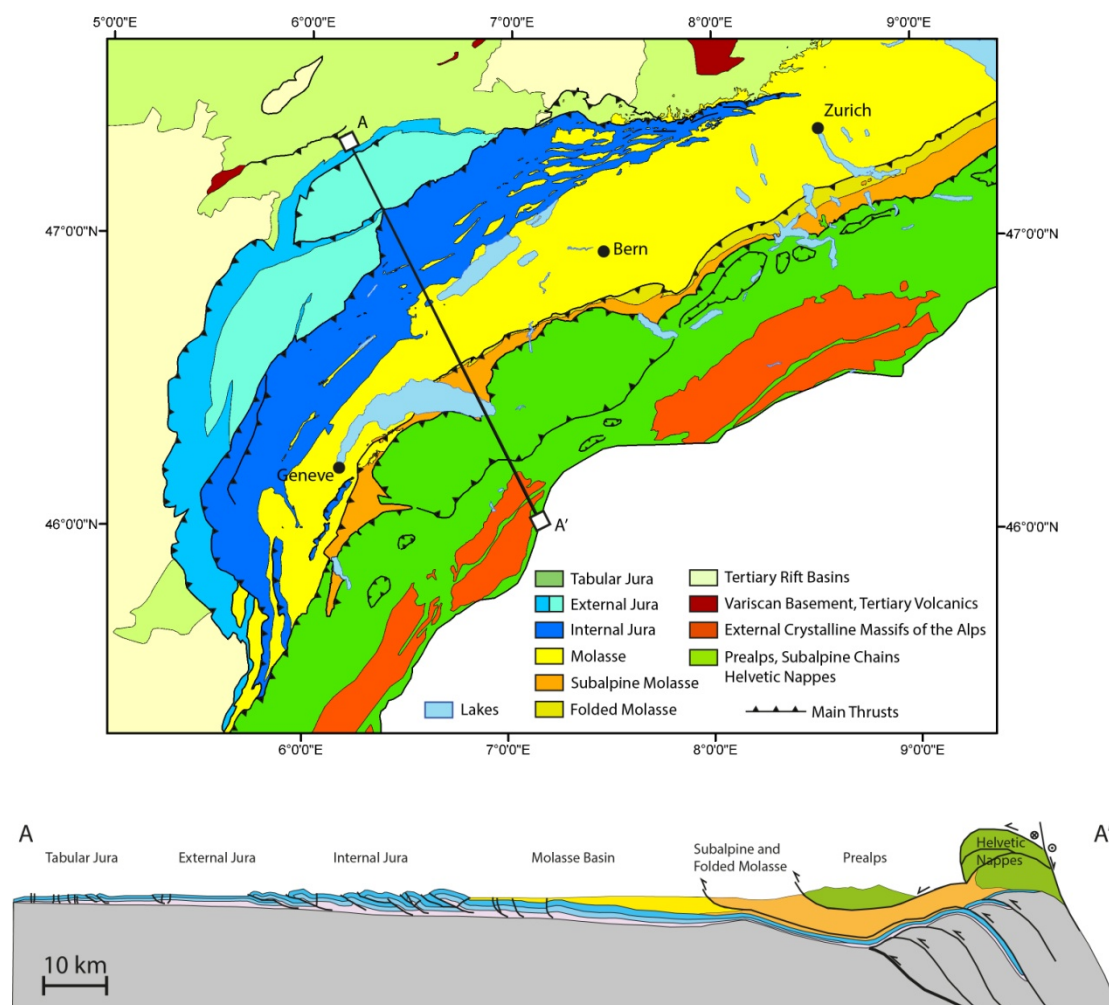 5°0'0"E
6°0'0"E
7°0'0"E
8°0'0"E
9°0'0"E
A
Zurich
47°0'0"N
47°0'0"N
Bern
Geneve
46°0'0"N
46°0'0"N
A'
Tabular Jura
External Jura
Internal Jura
Molasse
Subalpine Molasse
Folded Molasse
Lakes
Tertiary Rift Basins
Variscan Basement, Tertiary Volcanics
External Crystalline Massifs of the Alps
Prealps, Subalpine Chains
Helvetic Nappes
Main Thrusts
6°0'0"E
7°0'0"E
8°0'0"E
9°0'0"E
A
A'
Tabular Jura
External Jura
Internal Jura
Molasse Basin
Subalpine and
Folded Molasse
Prealps
Helvetic
Nappes
10 km